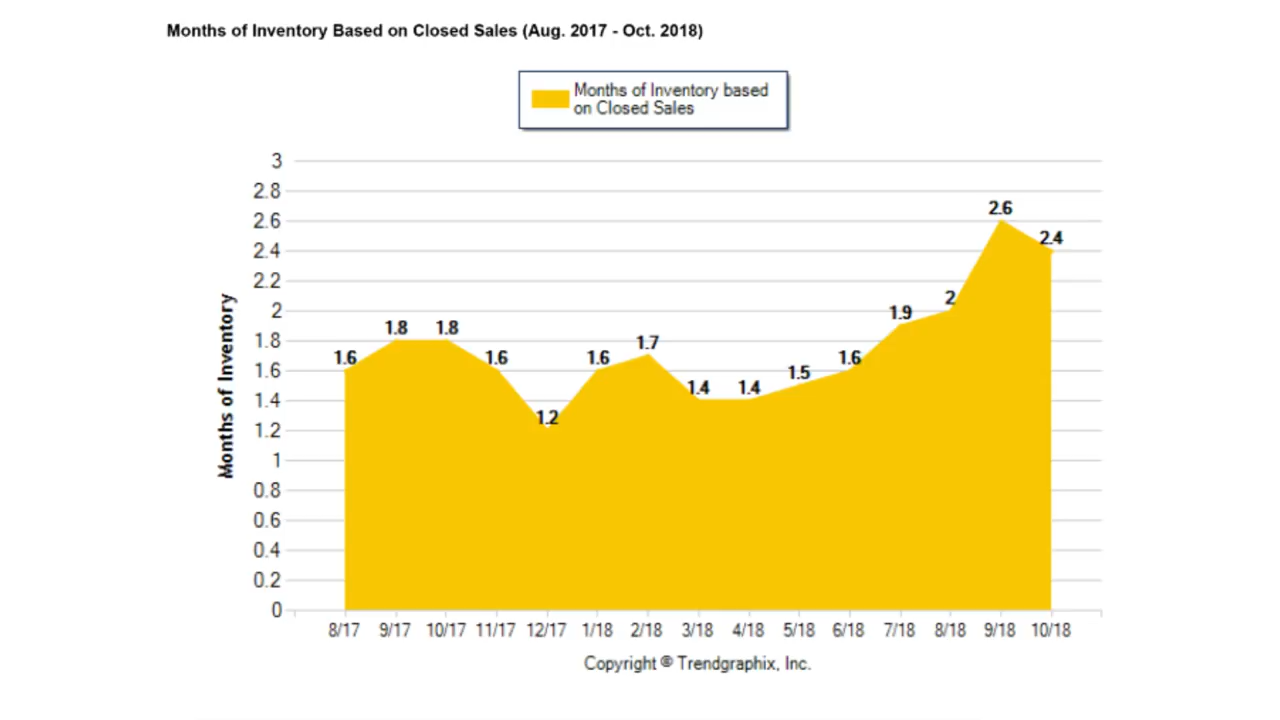 Months of Inventory Based on Closed Sales (Aug. 2017 - Oct. 2018)
Months of Inventory based
on Closed Sales
Months of Inventory
3
2.8
2.6
2.4
2.2
2
1.8
1.6
1.4
1.2
1
0.8
0.6
0.4
0.2
0
1.6 1.8 1.8 1.6 1.2 1.6 1.7 1.4 1.4 1.5 1.6 1.9 2 2.6 2.4
8/17 9/17 10/17 11/17 12/17 1/18 2/18 3/18 4/18 5/18 6/18 7/18 8/18 9/18 10/18
Copyright ® Trendgraphix, Inc.